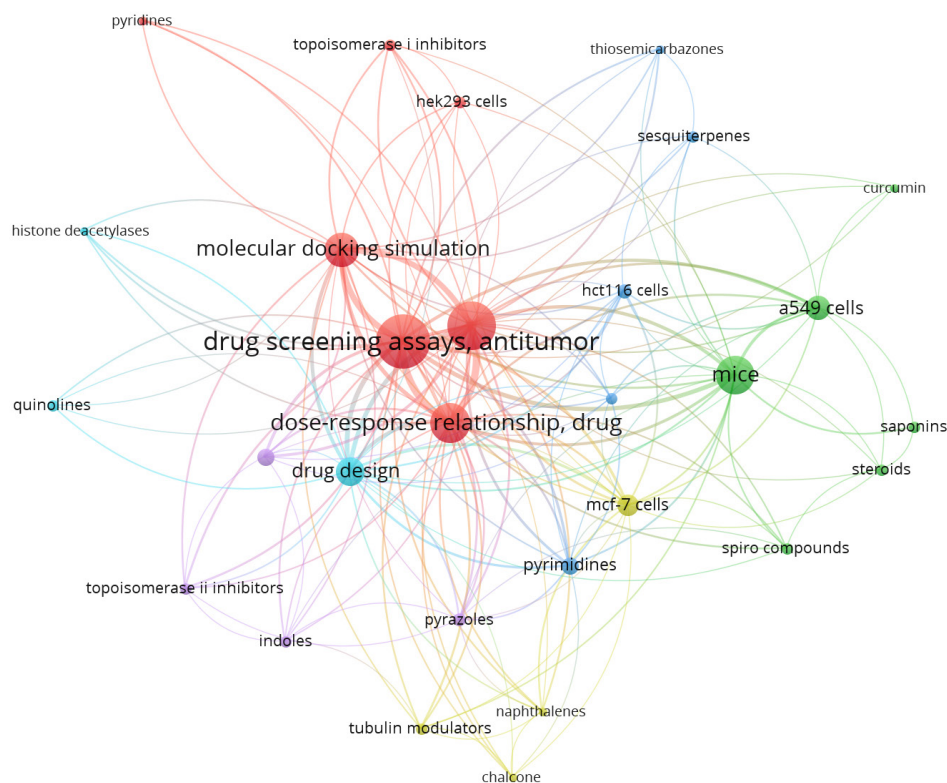 pyridines
topoisomerase i inhibitors
thiosemicarbazones
hek293 cells
sesquiterpenes
curcumin
histone deacetylases
molecular docking simulation
hct116 cells
a549 cells
drug screening assays, antitumor
mice
quinolines
dose-response relationship, drug
saponins
drug design
steroids
mcf-7 cells
spiro compounds
pyrimidines
topoisomerase ii inhibitors
pyrazoles
indoles
naphthalenes
tubulin modulators
chalcone